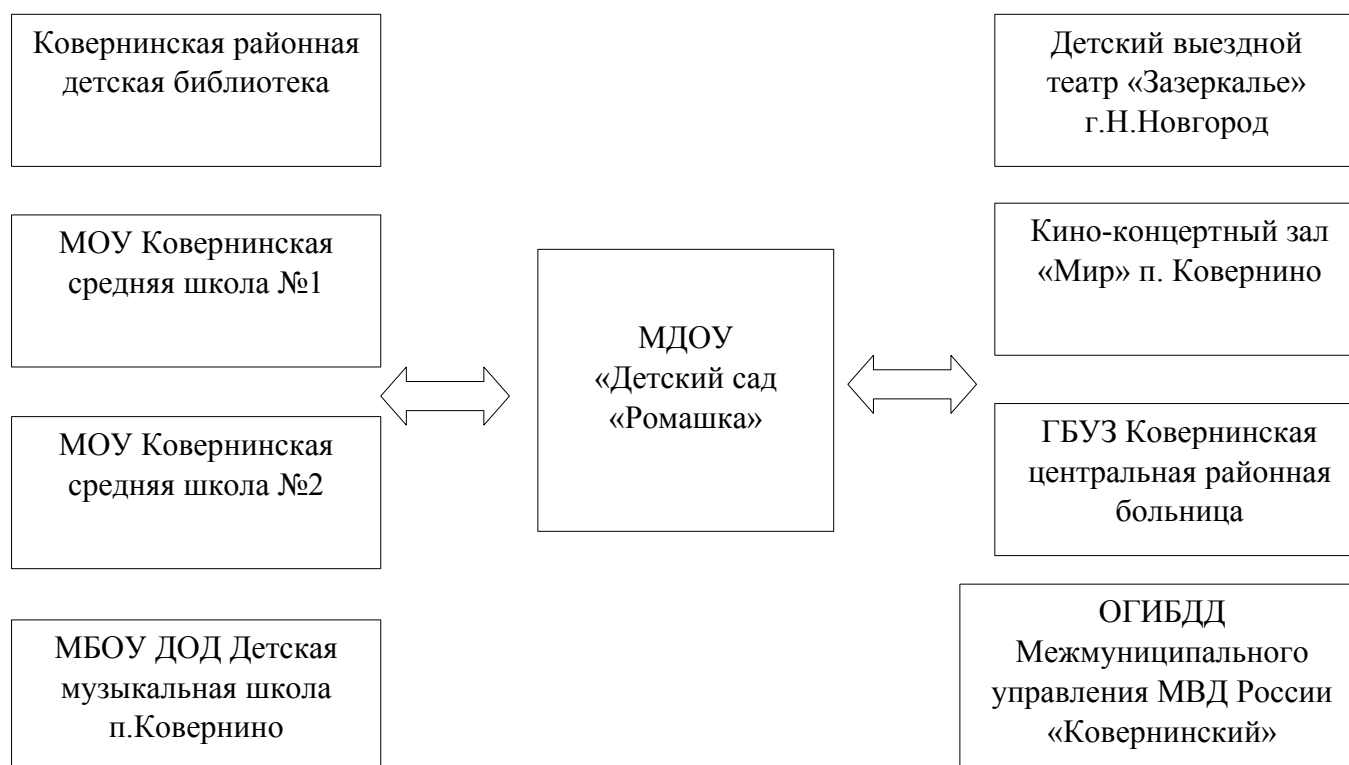 Ковернинская районная
детская библиотека
МОУ Ковернинская
средняя школа №1
МОУ Ковернинская
средняя школа №2
МБОУ ДОД Детская
музыкальная школа
п.Ковернино
МДОУ
«Детский сад
«Ромашка»
Детский выездной
театр «Зазеркалье»
г.Н.Новгород
Кино-концертный зал
«Мир» п. Ковернино
ГБУЗ Ковернинская
центральная районная
больница
ОГИБДД
Межмуниципального
управления МВД России
«Ковернинский»